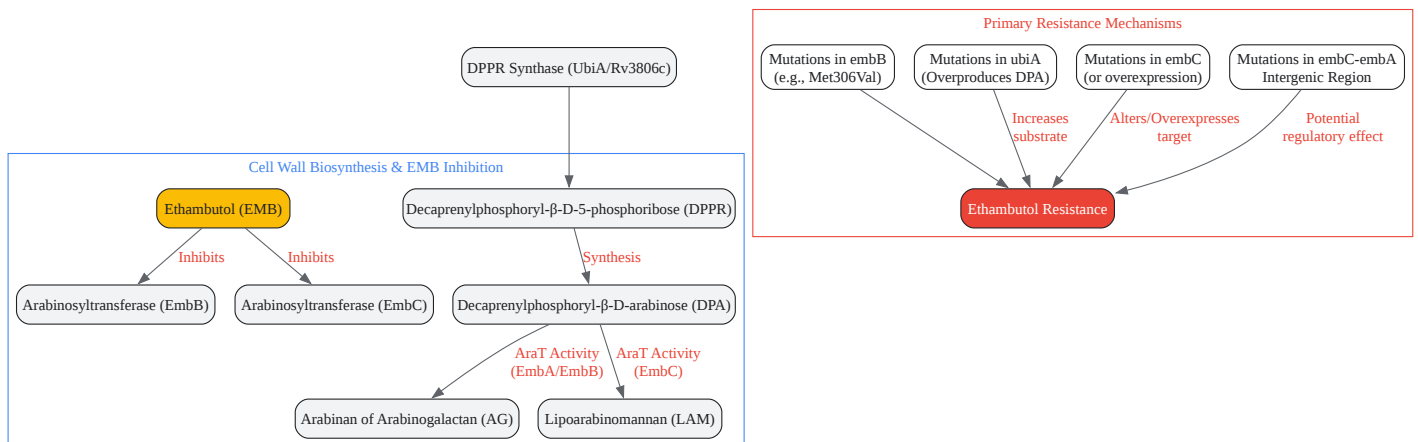 DPPR Synthase (UbiA/Rv3806c)
Cell Wall Biosynthesis & EMB Inhibition
Ethambutol (EMB)
Decaprenylphosphoryl-β-D-5-phosphoribose (DPPR)
Inhibits
Inhibits
Synthesis
Arabinosyltransferase (EmbB)
Arabinosyltransferase (EmbC)
Decaprenylphosphoryl-β-D-arabinose (DPA)
AraT Activity
(EmbA/EmbB)
AraT Activity
(EmbC)
Arabinan of Arabinogalactan (AG)
Lipoarabinomannan (LAM)
Primary Resistance Mechanisms
Mutations in embB
(e.g., Met306Val)
Mutations in ubiA
(Overproduces DPA)
Mutations in embC
(or overexpression)
Mutations in embC-embA
Intergenic Region
Increases
substrate
Alters/Overexpresses
target
Potential
regulatory effect
Ethambutol Resistance